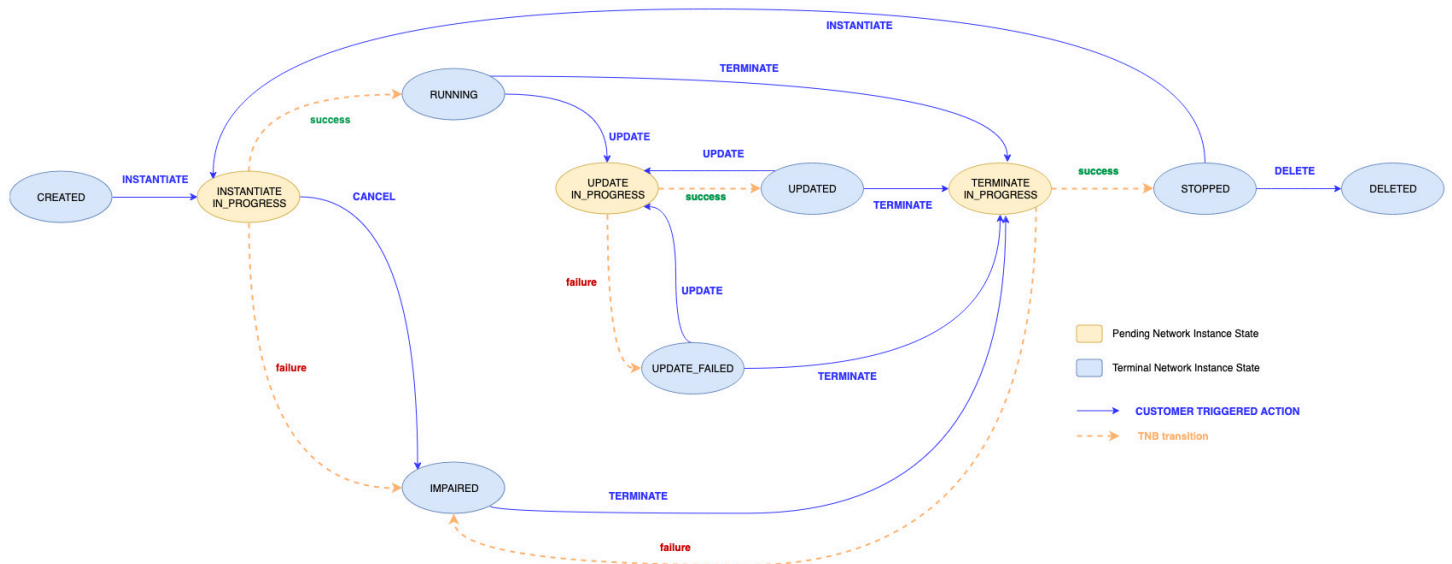 INSTANTIATE
TERMINATE
RUNNING
success
UPDATE
UPDATE
success
INSTANTIATE
CREATED
INSTANTIATE
IN_PROGRESS
CANCEL
UPDATE
IN_PROGRESS
success
UPDATED
TERMINATE
TERMINATE
IN_PROGRESS
STOPPED
DELETE
DELETED
failure
UPDATE
Pending Network Instance State
failure
UPDATE_FAILED
TERMINATE
Terminal Network Instance State
CUSTOMER TRIGGERED ACTION
TNB transition
IMPAIRED
TERMINATE
failure